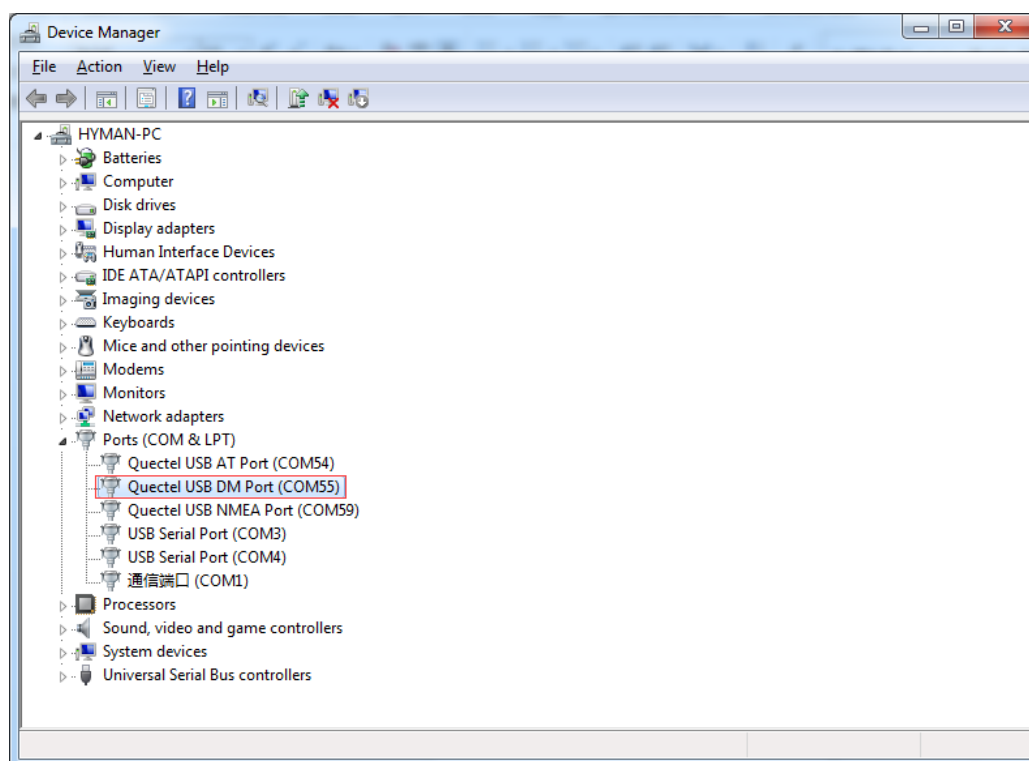 Device Manager
File Action View Help
HYMAN-PC
Batteries
Computer
Disk drives
Display adapters
Human Interface Devices
IDE ATA/ATAPI controllers
Imaging devices
Keyboards
Mice and other pointing devices
Modems
Monitors
Network adapters
Ports (COM & LPT)
Quectel USB AT Port (COM54)
Quectel USB DM Port (COM55)
Quectel USB NMEA Port (COM59)
USB Serial Port (COM3)
USB Serial Port (COM4)
通信端口 (COM1)
Processors
Sound, video and game controllers
System devices
Universal Serial Bus controllers